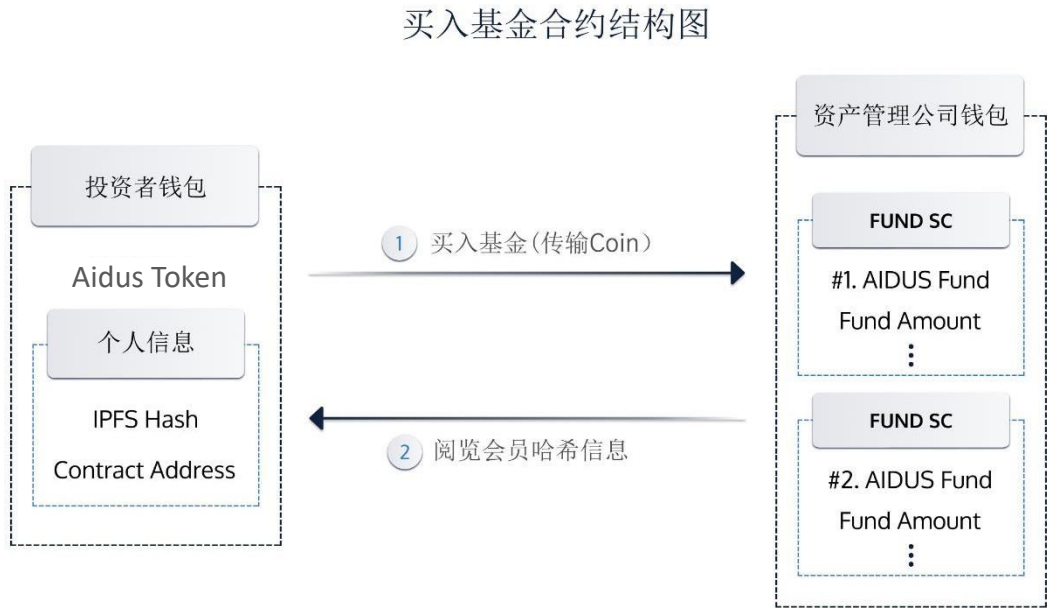 买入基金合约结构图
投资者钱包
Aidus Token
个人信息
IPFS Hash
Contract Address
1 买入基金(传输Coin）
2 阅览会员哈希信息
资产管理公司钱包
FUND SC
#1. AIDUS Fund
Fund Amount
⋮
FUND SC
#2. AIDUS Fund
Fund Amount
⋮